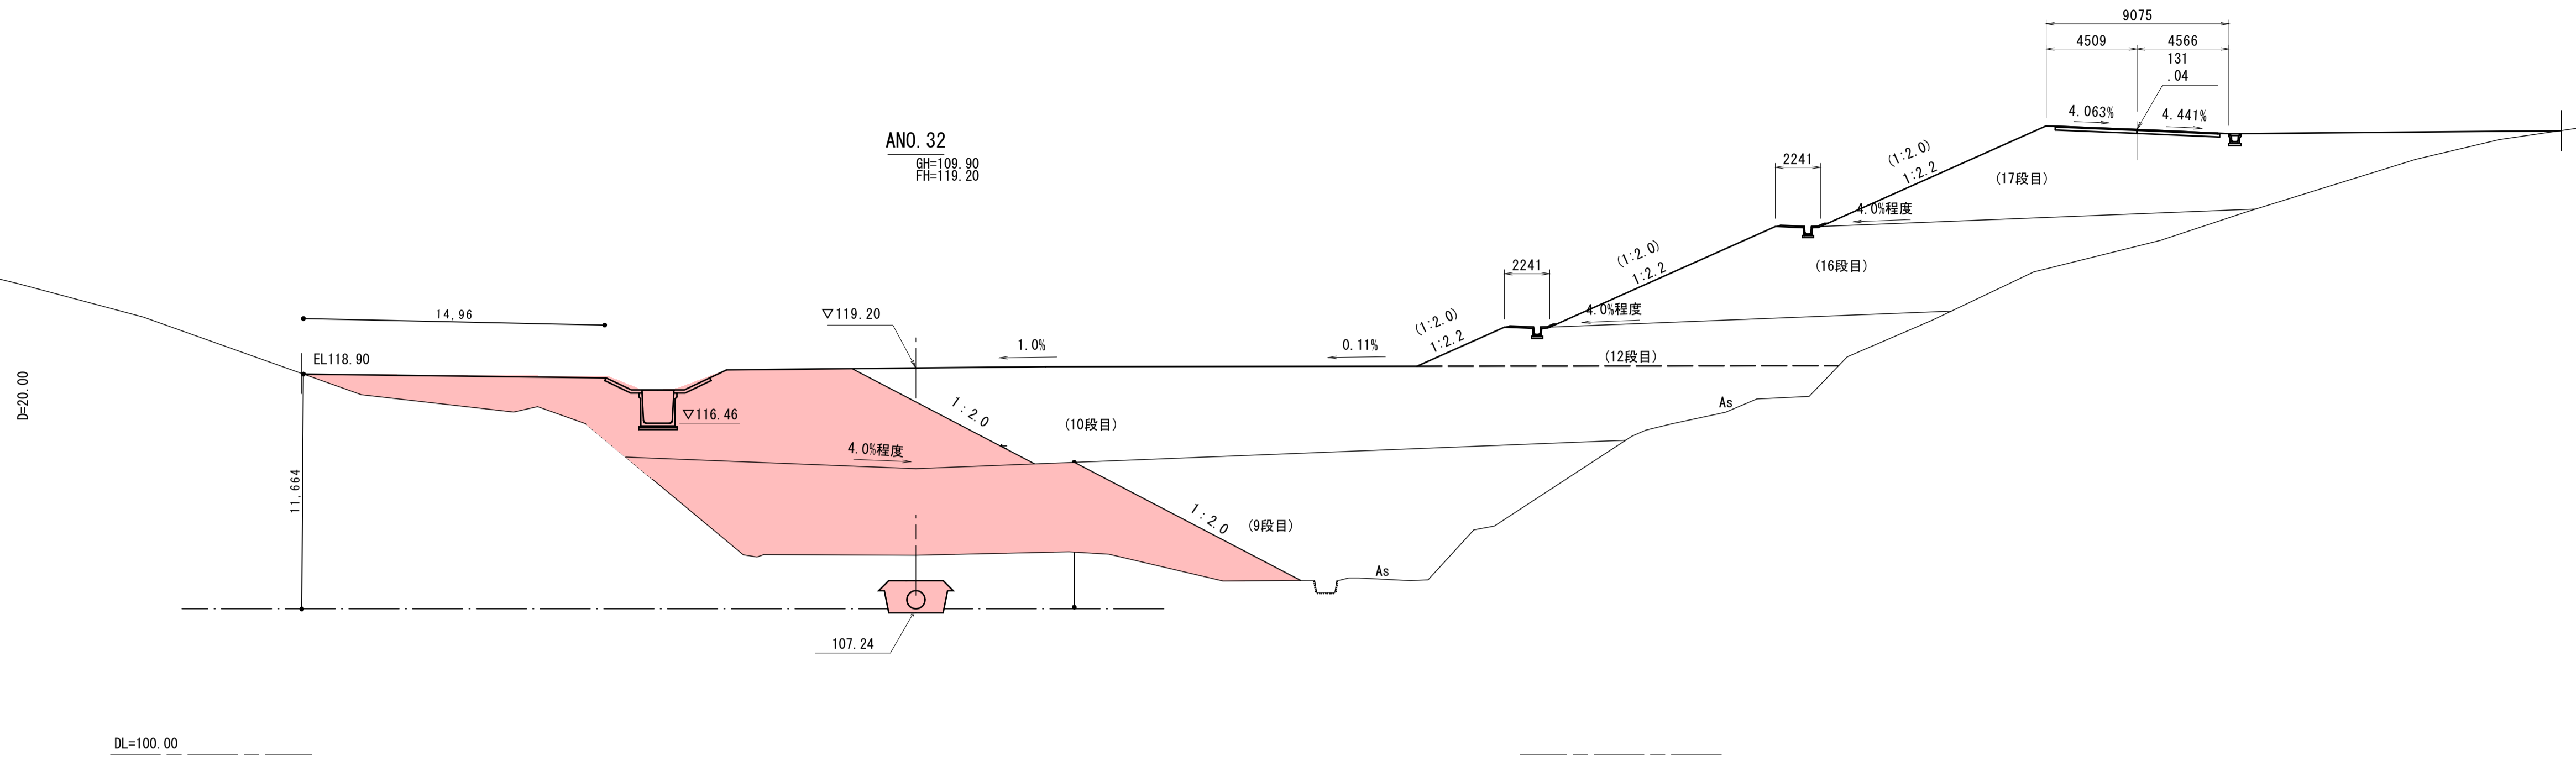 9075
4509
4566
131
.04
4.063%
4.441%
ANO.32
GH=109.90
FH=119.20
(1:2.0)
1:2.2
2241
(17段目)
4.0%程度
(1:2.0)
1:2.2
2241
(16段目)
4.0%程度
14,96
▽119.20
(1:2.0)
1:2.2
1.0%
0.11%
(12段目)
EL118.90
D=20.00
▽116.46
1:2.0
(10段目)
As
4.0%程度
11,664
1:2.0
(9段目)
As
107.24
DL=100.00